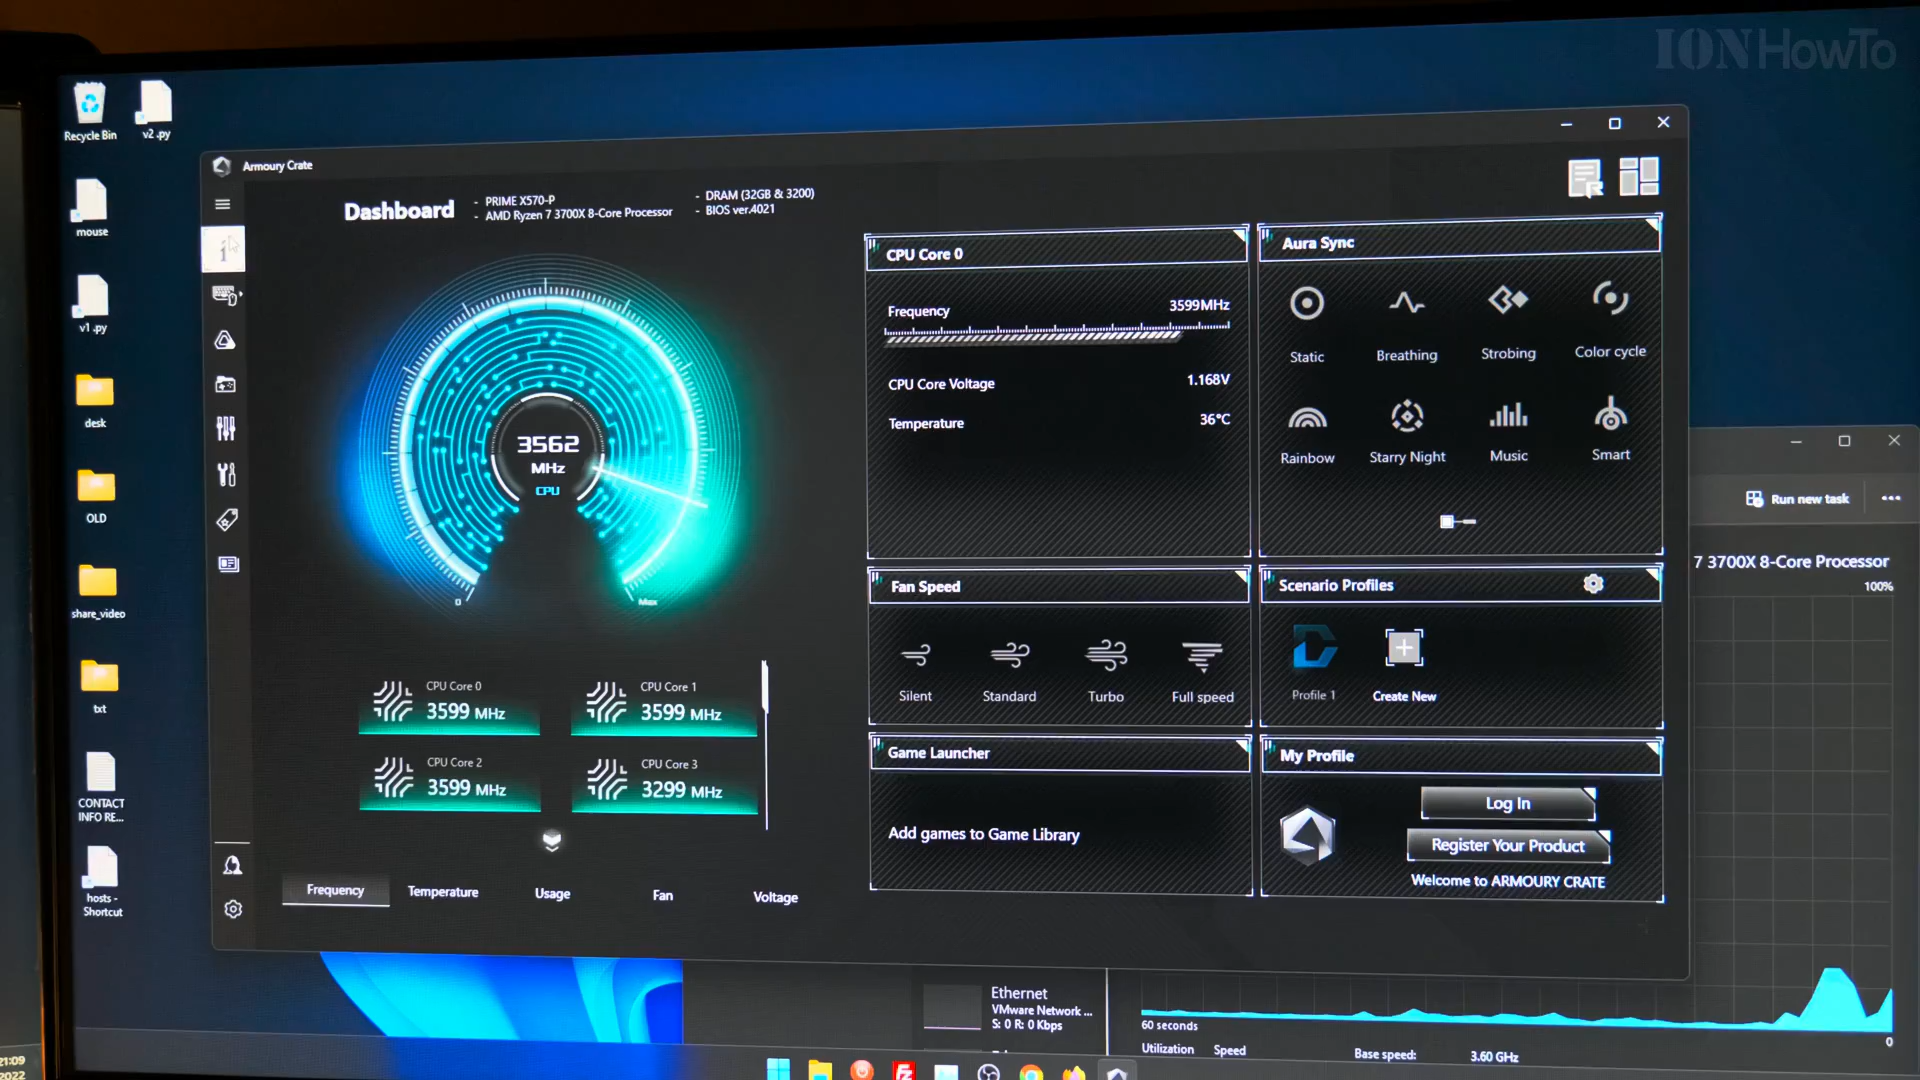 ION HowTo
Recycle Bin
v2 .py
mouse
v1 .py
desk
OLD
share_video
txt
CONTACT
INFO RE...
hosts -
Shortcut
21:09
2022
Armoury Crate
Dashboard
- PRIME X570-P
- AMD Ryzen 7 3700X 8-Core Processor
- DRAM (32GB & 3200)
- BIOS ver.4021
3562
MHz
CPU
0
Max
CPU Core 0
3599 MHz
CPU Core 1
3599 MHz
CPU Core 2
3599 MHz
CPU Core 3
3299 MHz
Frequency
Temperature
Usage
Fan
Voltage
CPU Core 0
Frequency
3599MHz
CPU Core Voltage
1.168V
Temperature
36°C
Aura Sync
Static
Breathing
Strobing
Color cycle
Rainbow
Starry Night
Music
Smart
Fan Speed
Silent
Standard
Turbo
Full speed
Scenario Profiles
Profile 1
Create New
Game Launcher
Add games to Game Library
My Profile
Log In
Register Your Product
Welcome to ARMOURY CRATE
Run new task
7 3700X 8-Core Processor
100%
Ethernet
VMware Network ...
S: 0 R: 0 Kbps
60 seconds
0
Utilization
Speed
Base speed:
3.60 GHz